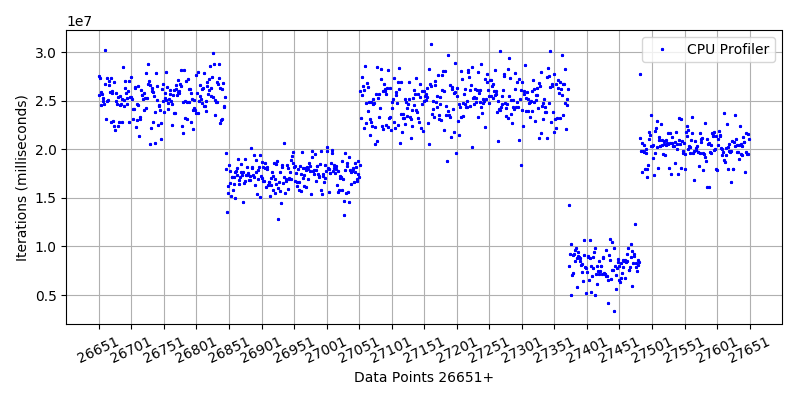 1e7
CPU Profiler
3.0
2.5
2.0
1.5
1.0
0.5
Iterations (milliseconds)
26651 26701 26751 26801 26851 26901 26951 27001 27051 27101 27151 27201 27251 27301 27351 27401 27451 27501 27551 27601 27651
Data Points 26651+